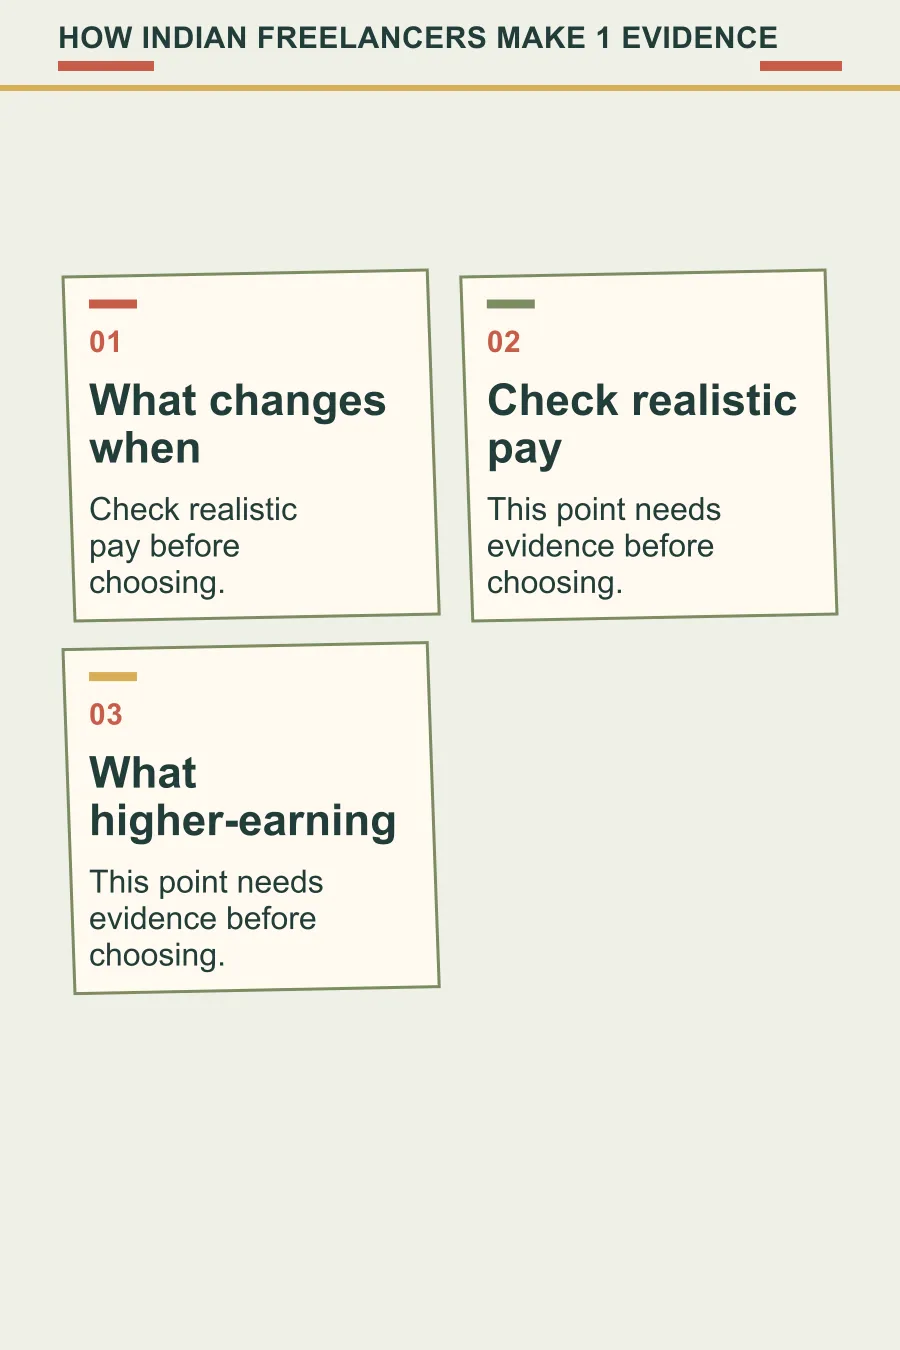 HOW INDIAN FREELANCERS MAKE 1 EVIDENCE
01
What changes
when
Check realistic
pay before
choosing.
02
Check realistic
pay
This point needs
evidence before
choosing.
03
What
higher-earning
This point needs
evidence before
choosing.